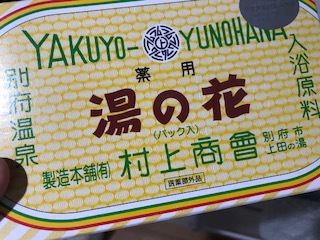 YAKUYO-YUNOHANA
薬用
別府温泉
入浴原料
湯の花
(パック入)
製造本舗(有)村上商會
別府市
上田の湯
医薬部外品